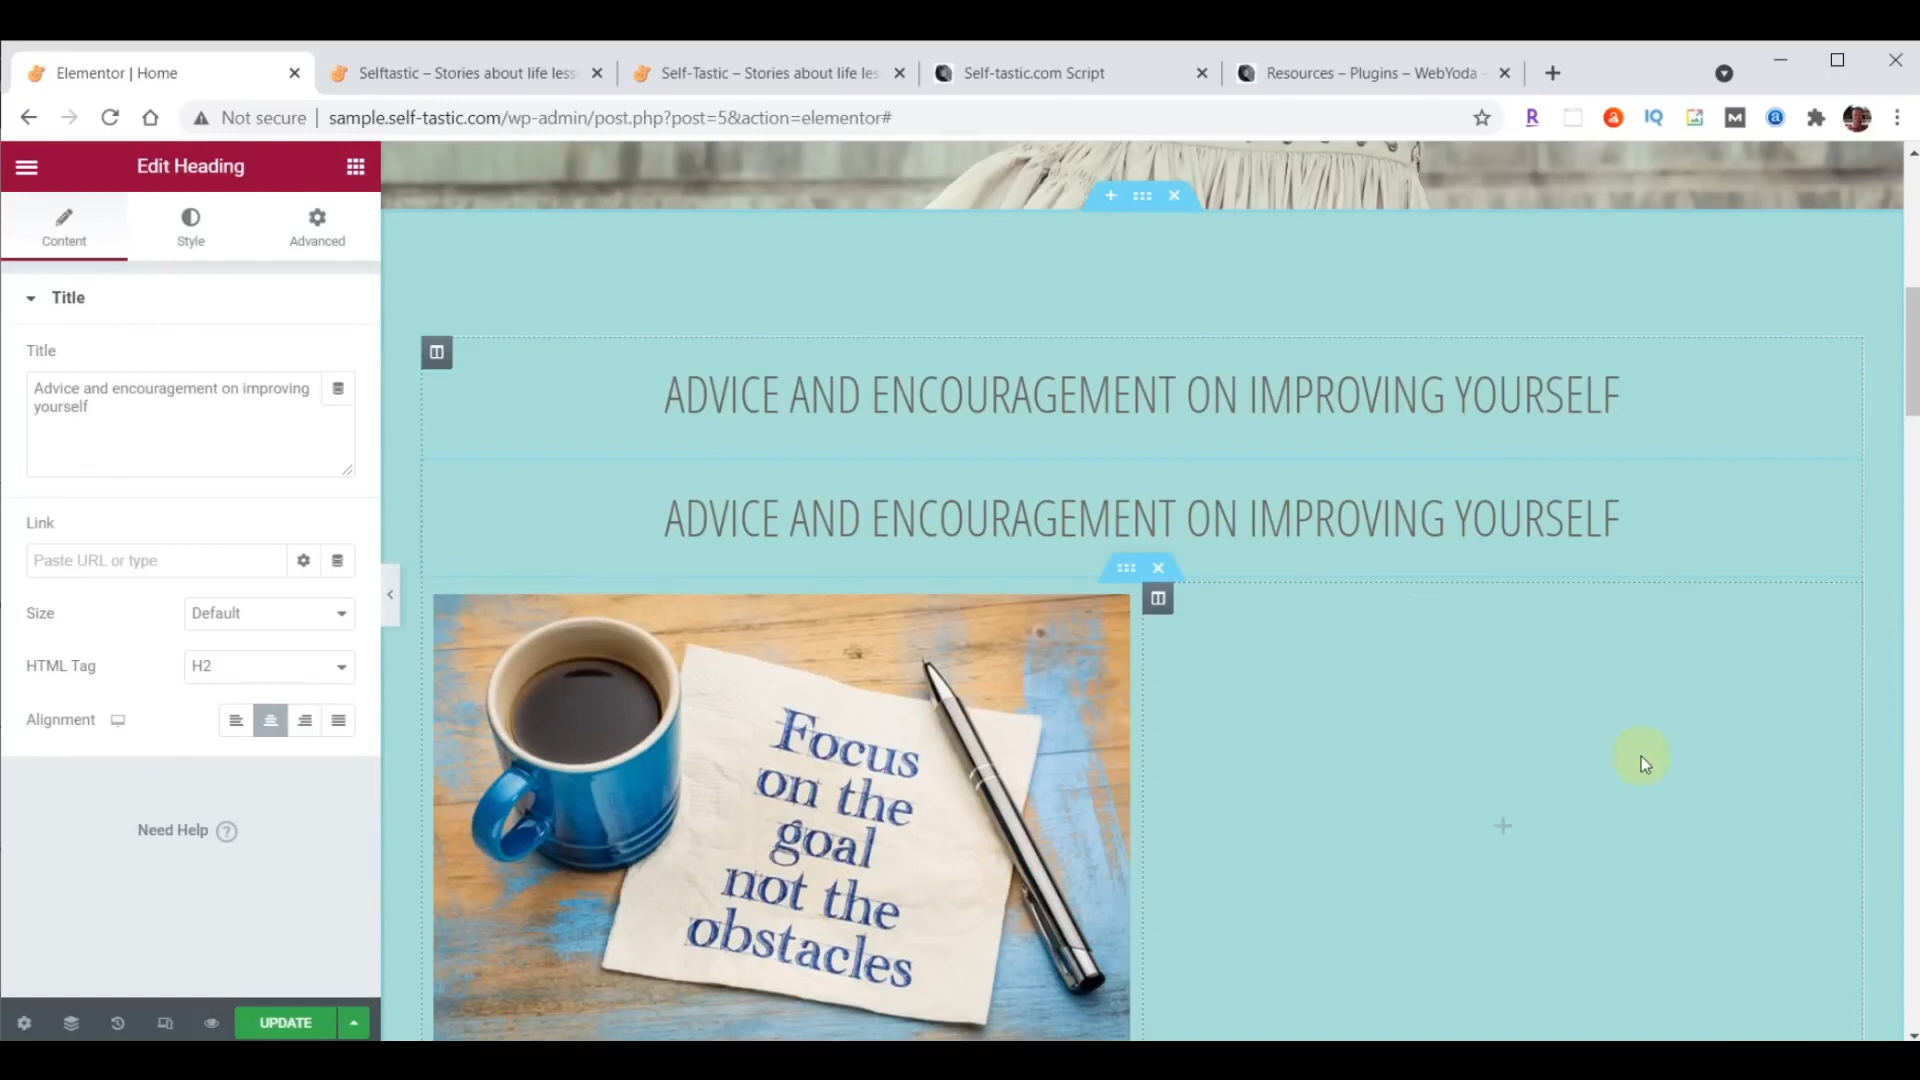 Elementor | Home
Selftastic – Stories about life less
Self-Tastic – Stories about life les
Self-tastic.com Script
Resources – Plugins – WebYoda -
Not secure | sample.self-tastic.com/wp-admin/post.php?post=5&action=elementor#
Edit Heading
Content
Style
Advanced
Title
Title
Advice and encouragement on improving
yourself
Link
Paste URL or type
Size
Default
HTML Tag
H2
Alignment
Need Help ?
UPDATE
ADVICE AND ENCOURAGEMENT ON IMPROVING YOURSELF
ADVICE AND ENCOURAGEMENT ON IMPROVING YOURSELF
Focus
on the
goal
not the
obstacles